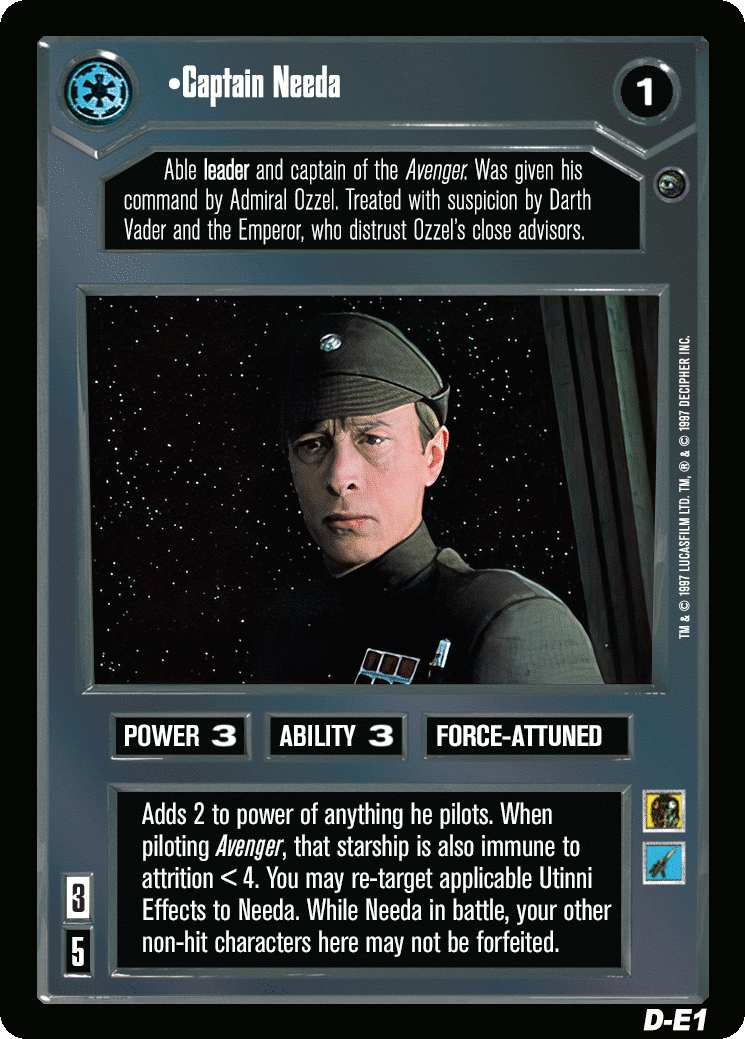 •Captain Needa
1
Able leader and captain of the Avenger. Was given his
command by Admiral Ozzel. Treated with suspicion by Darth
Vader and the Emperor, who distrust Ozzel's close advisors.
TM & © 1997 LUCASFILM LTD. TM, ® & © 1997 DECIPHER INC.
POWER 3
ABILITY 3
FORCE-ATTUNED
Adds 2 to power of anything he pilots. When
piloting Avenger, that starship is also immune to
attrition < 4. You may re-target applicable Utinni
Effects to Needa. While Needa in battle, your other
non-hit characters here may not be forfeited.
3
5
D-E1